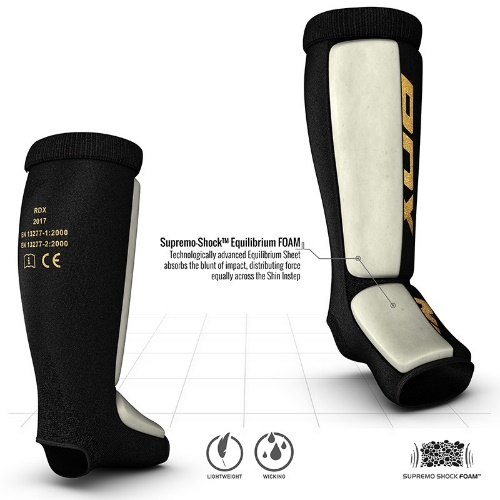 RDX
RDX
2017
EN 13277-1:2000
EN 13277-2:2000
i CE
Supremo-Shock™ Equilibrium FOAM
Technologically advanced Equilibrium Sheet
absorbs the blunt of impact, distributing force
equally across the Shin Instep
LIGHTWEIGHT
WICKING
SUPREMO SHOCK FOAM™